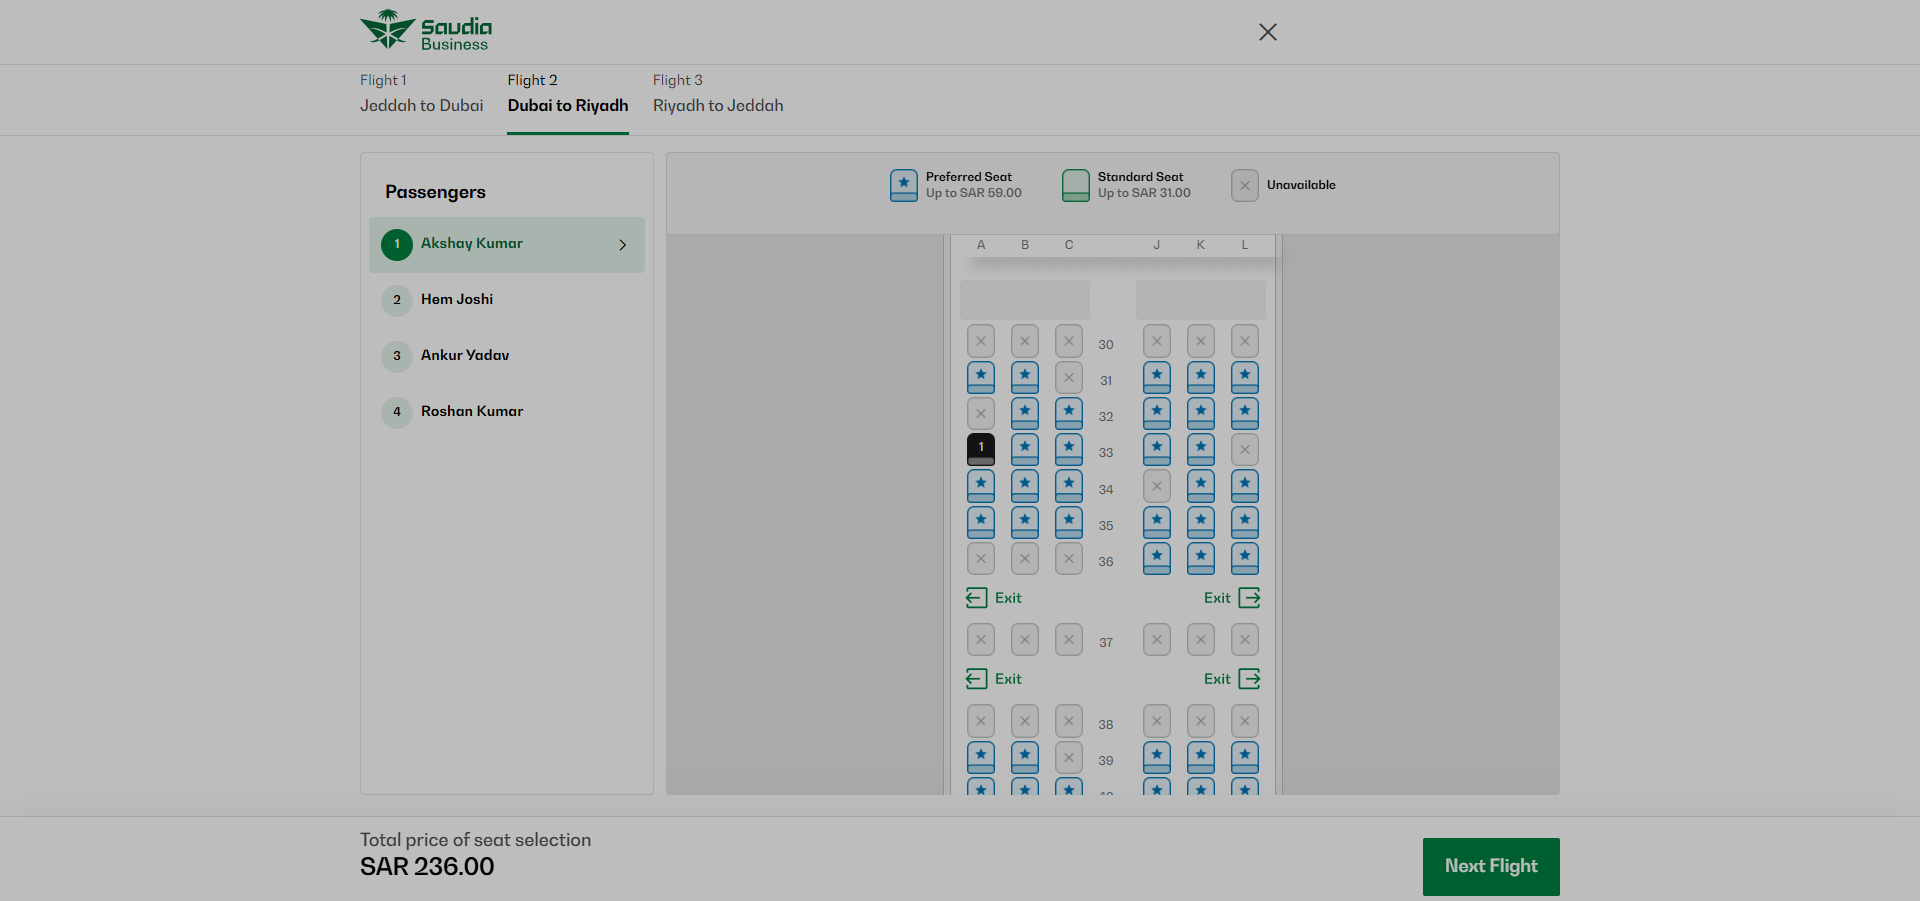 Saudia
Business
Flight 1
Jeddah to Dubai
Flight 2
Dubai to Riyadh
Flight 3
Riyadh to Jeddah
Passengers
1 Akshay Kumar
2 Hem Joshi
3 Ankur Yadav
4 Roshan Kumar
Preferred Seat
Up to SAR 59.00
Standard Seat
Up to SAR 31.00
Unavailable
A B C J K L
30
31
32
1 33
34
35
36
Exit Exit
37
Exit Exit
38
39
Total price of seat selection
SAR 236.00
Next Flight